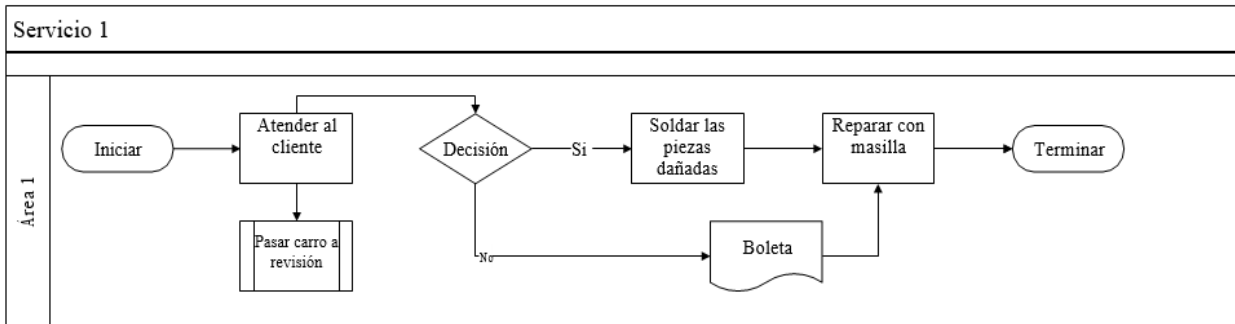 Servicio 1
Área 1
Iniciar
Atender al
cliente
Pasar carro a
revisión
Decisión
Si
No
Soldar las
piezas
dañadas
Boleta
Reparar con
masilla
Terminar